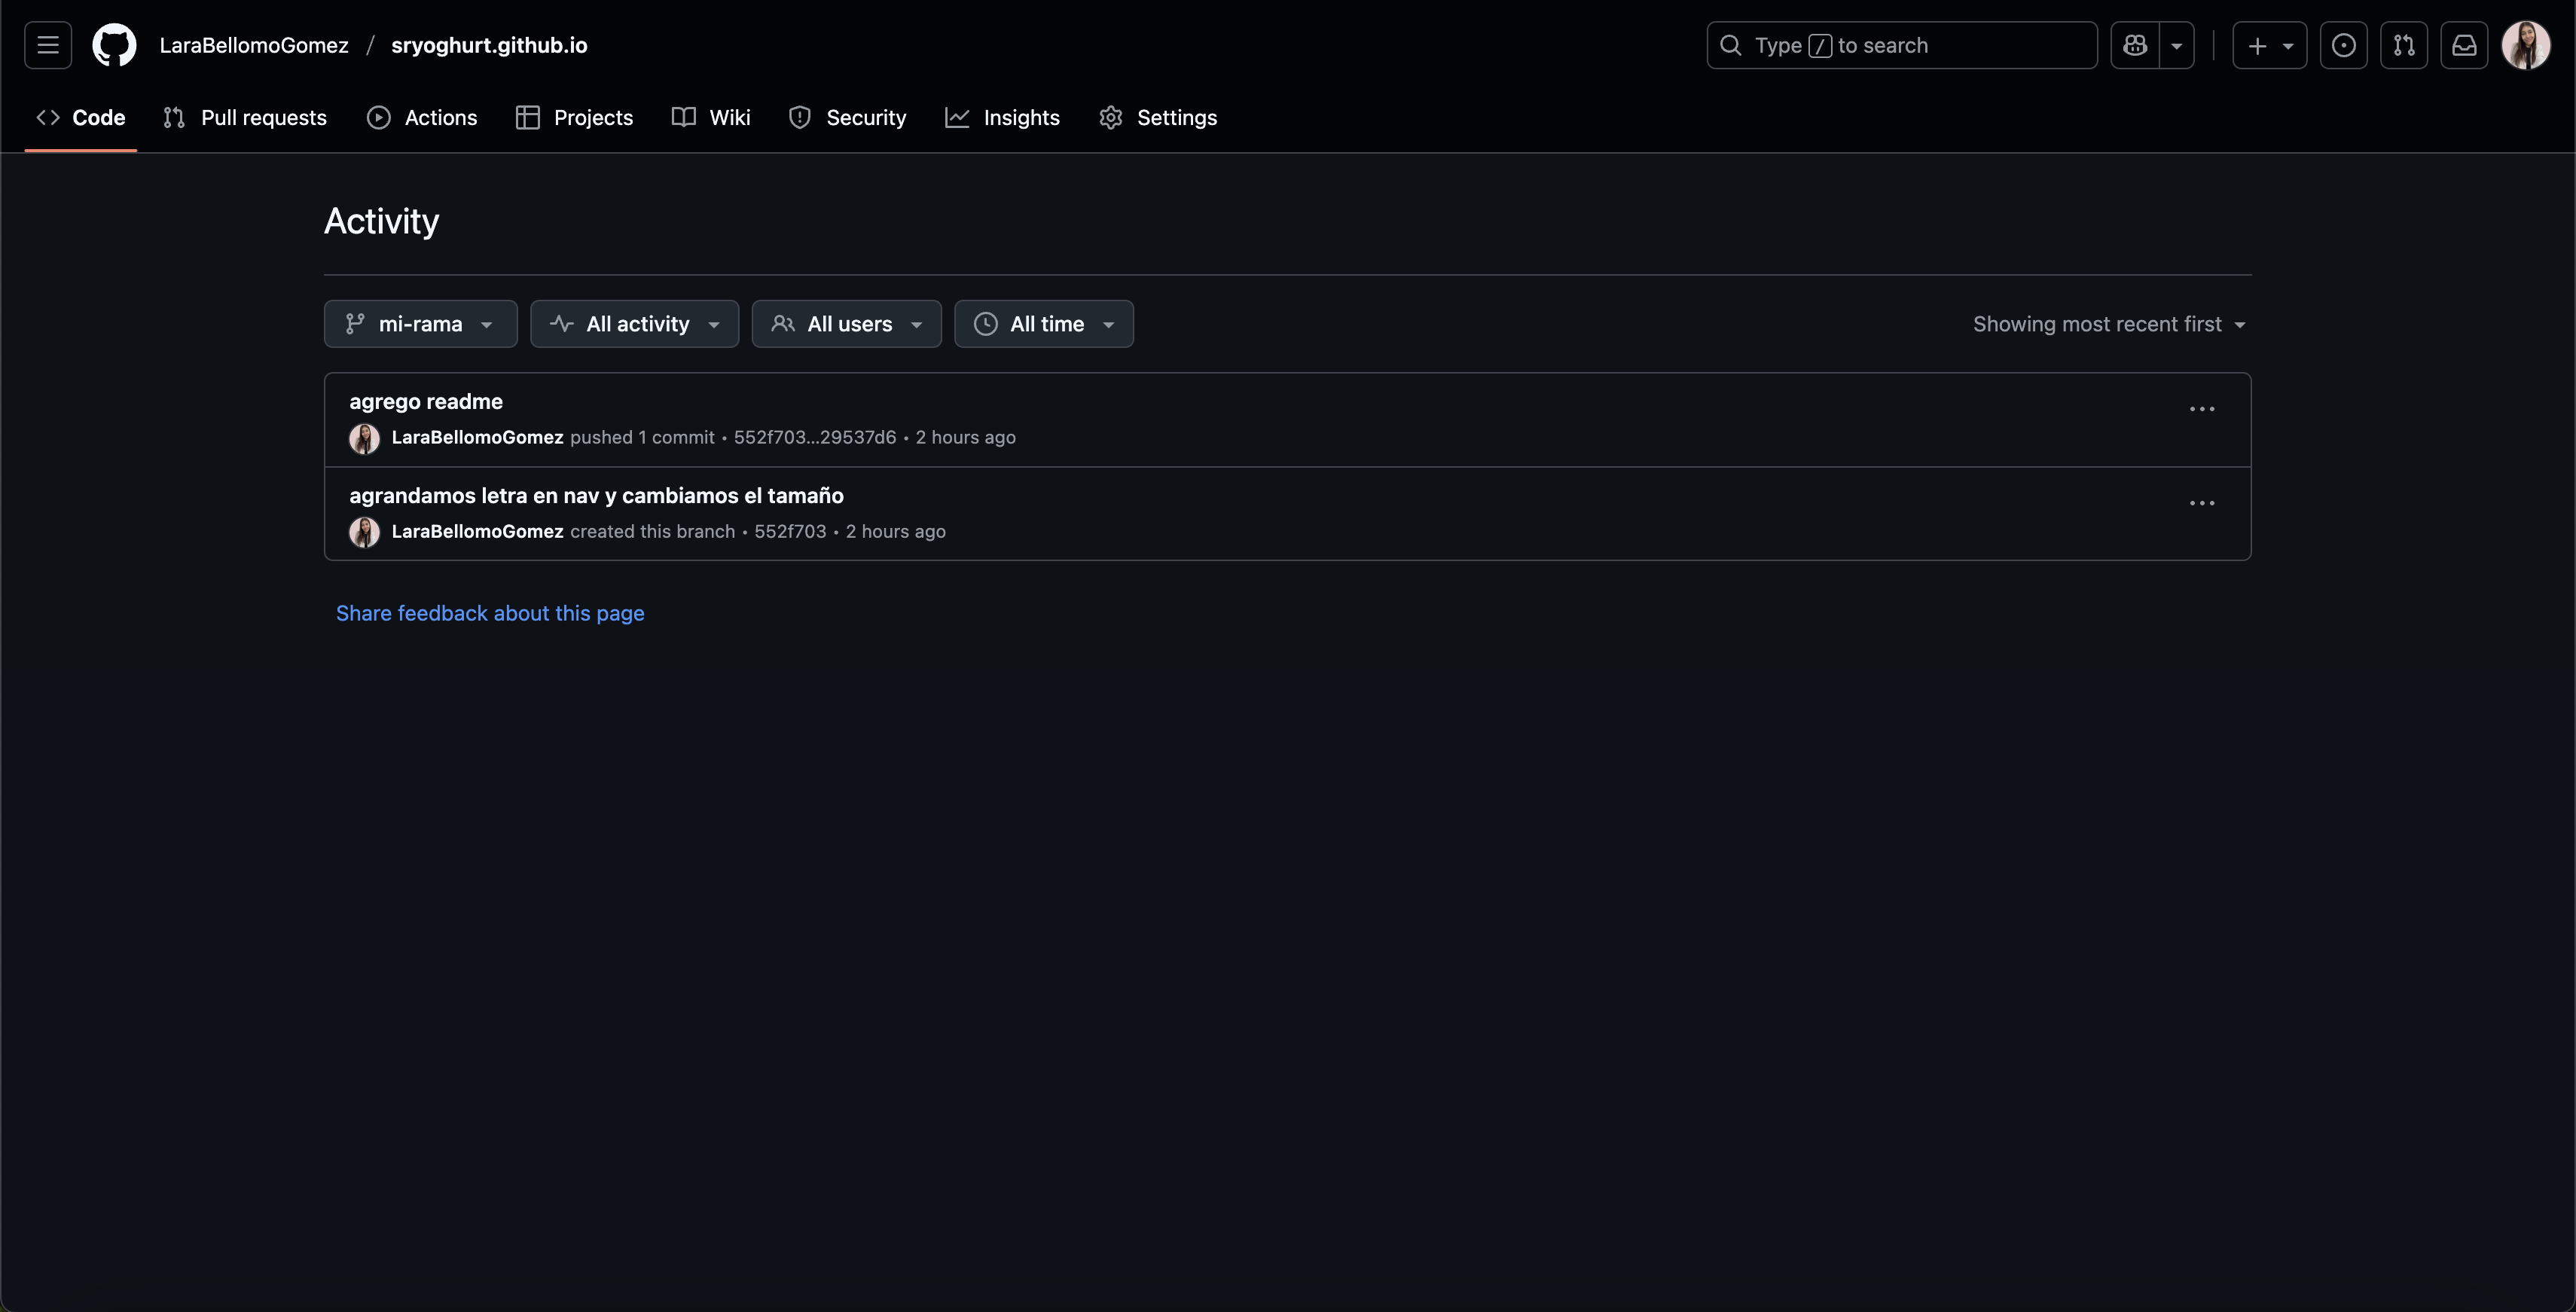 LaraBellomoGomez / sryoghurt.github.io
Type / to search
Code Pull requests Actions Projects Wiki Security Insights Settings
Activity
mi-rama All activity All users All time Showing most recent first
agrego readme
LaraBellomoGomez pushed 1 commit • 552f703...29537d6 • 2 hours ago
agrandamos letra en nav y cambiamos el tamaño
LaraBellomoGomez created this branch • 552f703 • 2 hours ago
Share feedback about this page